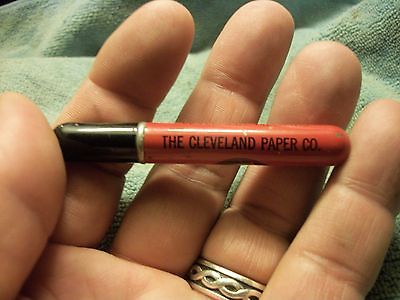 THE CLEVELAND PAPER CO.